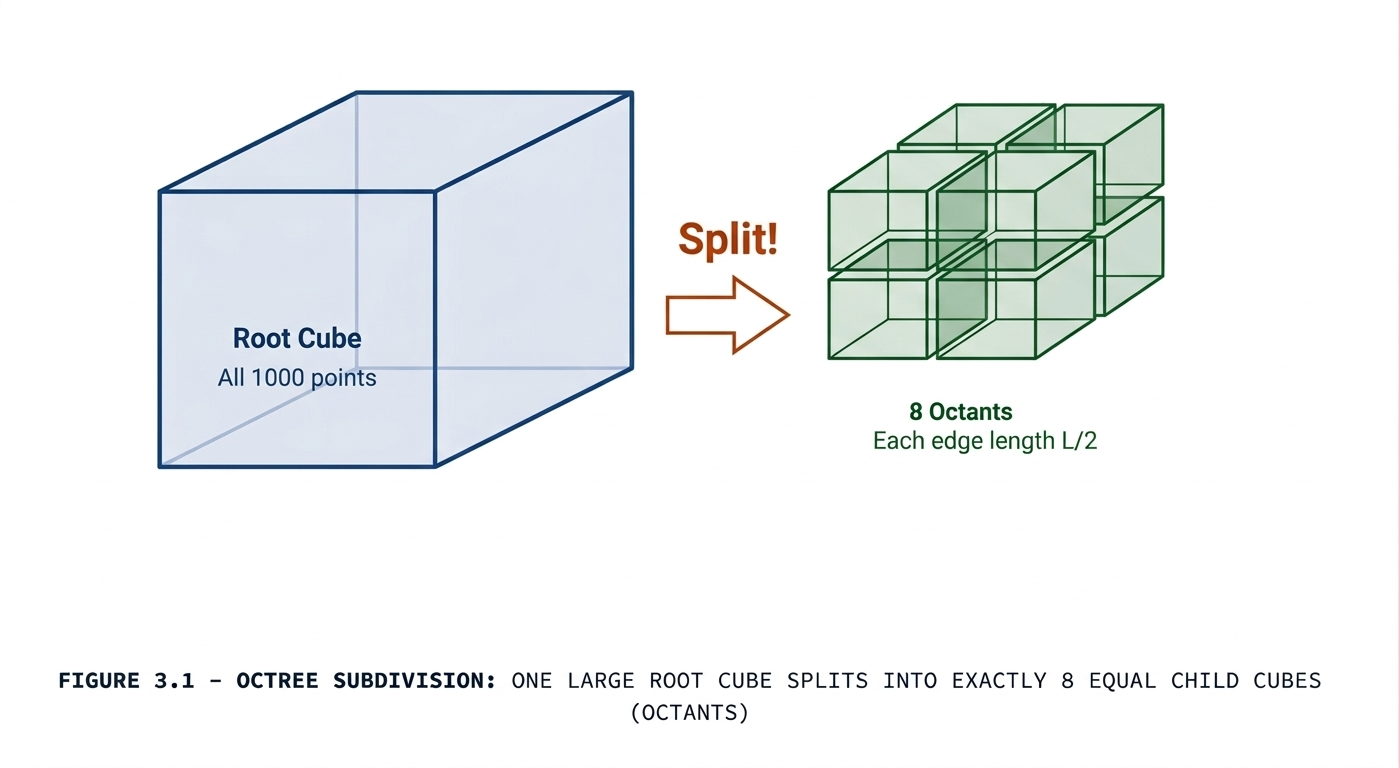 Root Cube
All 1000 points
Split!
8 Octants
Each edge length L/2
FIGURE 3.1 – OCTREE SUBDIVISION: ONE LARGE ROOT CUBE SPLITS INTO EXACTLY 8 EQUAL CHILD CUBES
(OCTANTS)